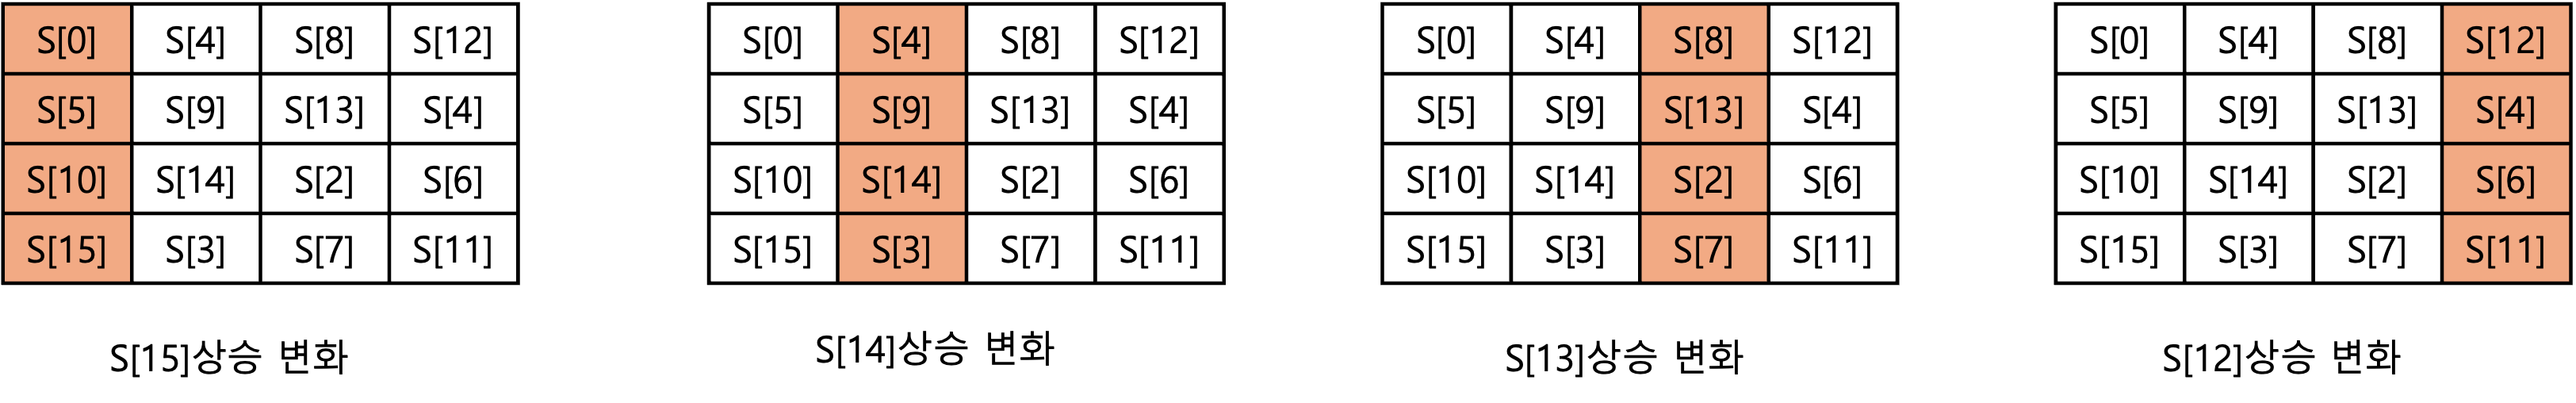 S[0] S[4] S[8] S[12]
S[5] S[9] S[13] S[4]
S[10] S[14] S[2] S[6]
S[15] S[3] S[7] S[11]
S[15]상승 변화
S[0] S[4] S[8] S[12]
S[5] S[9] S[13] S[4]
S[10] S[14] S[2] S[6]
S[15] S[3] S[7] S[11]
S[14]상승 변화
S[0] S[4] S[8] S[12]
S[5] S[9] S[13] S[4]
S[10] S[14] S[2] S[6]
S[15] S[3] S[7] S[11]
S[13]상승 변화
S[0] S[4] S[8] S[12]
S[5] S[9] S[13] S[4]
S[10] S[14] S[2] S[6]
S[15] S[3] S[7] S[11]
S[12]상승 변화